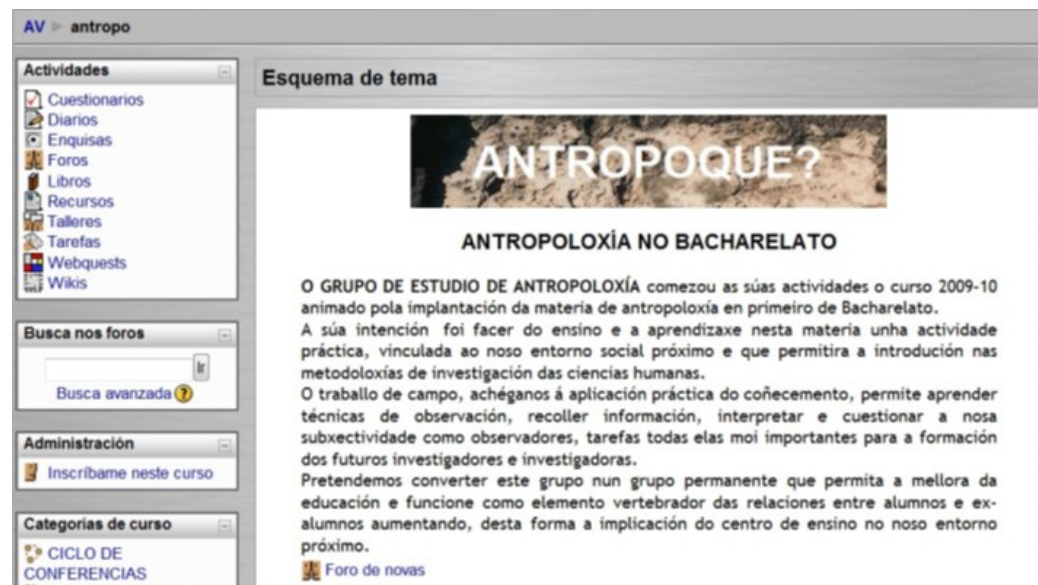 AV ► antropo
Actividades
Cuestionarios
Diarios
Enquisas
Foros
Libros
Recursos
Talleres
Tarefas
Webquests
Wikis
Busca nos foros
Ir
Busca avanzada ?
Administración
Inscríbame neste curso
Categorias de curso
CICLO DE
CONFERENCIAS
Esquema de tema
ANTROPOQUE?
ANTROPOLOXÍA NO BACHARELATO
O GRUPO DE ESTUDIO DE ANTROPOLOXÍA comezou as súas actividades o curso 2009-10
animado pola implantación da materia de antropoloxía en primeiro de Bacharelato.
A súa intención foi facer do ensino e a aprendizaxe nesta materia unha actividade
práctica, vinculada ao noso entorno social próximo e que permitira a introdución nas
metodoloxías de investigación das ciencias humanas.
O traballo de campo, achéganos á aplicación práctica do coñecemento, permite aprender
técnicas de observación, recoller información, interpretar e cuestionar a nosa
subxectividade como observadores, tarefas todas elas moi importantes para a formación
dos futuros investigadores e investigadoras.
Pretendemos converter este grupo nun grupo permanente que permita a mellora da
educación e funcione como elemento vertebrador das relaciones entre alumnos e ex-
alumnos aumentando, desta forma a implicación do centro de ensino no noso entorno
próximo.
Foro de novas